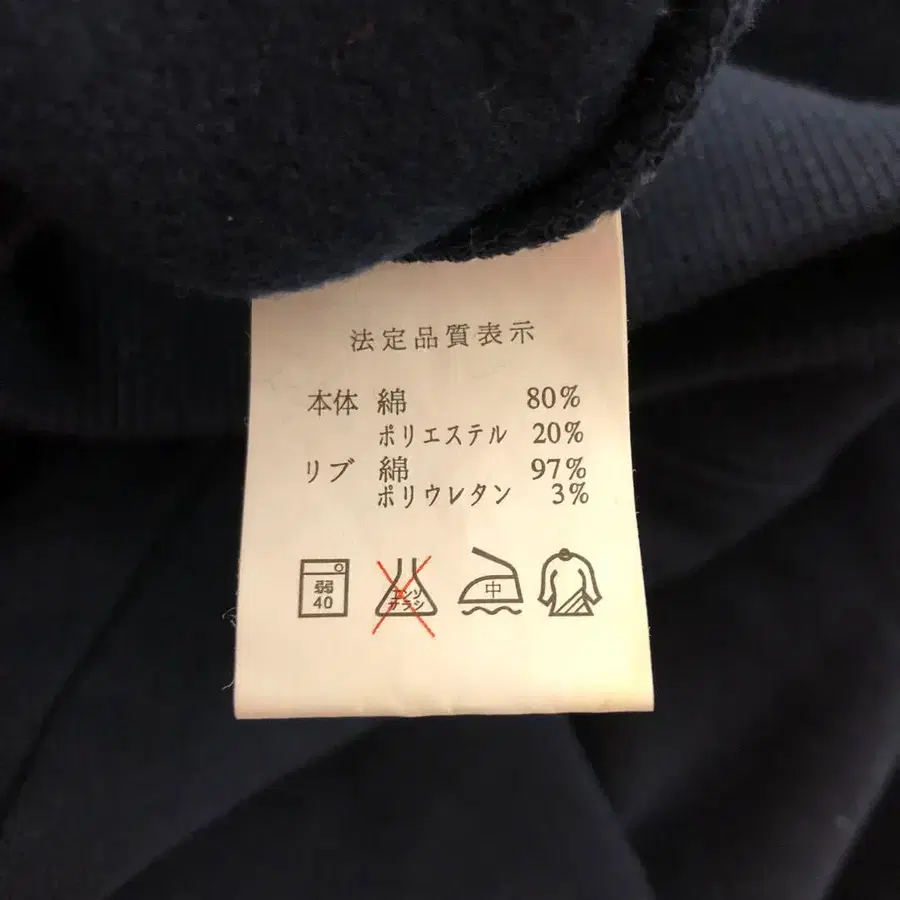 法定品質表示
本体 綿 80%
ポリエステル 20%
リブ 綿 97%
ポリウレタン 3%
弱
40
エンソ
サラシ
中